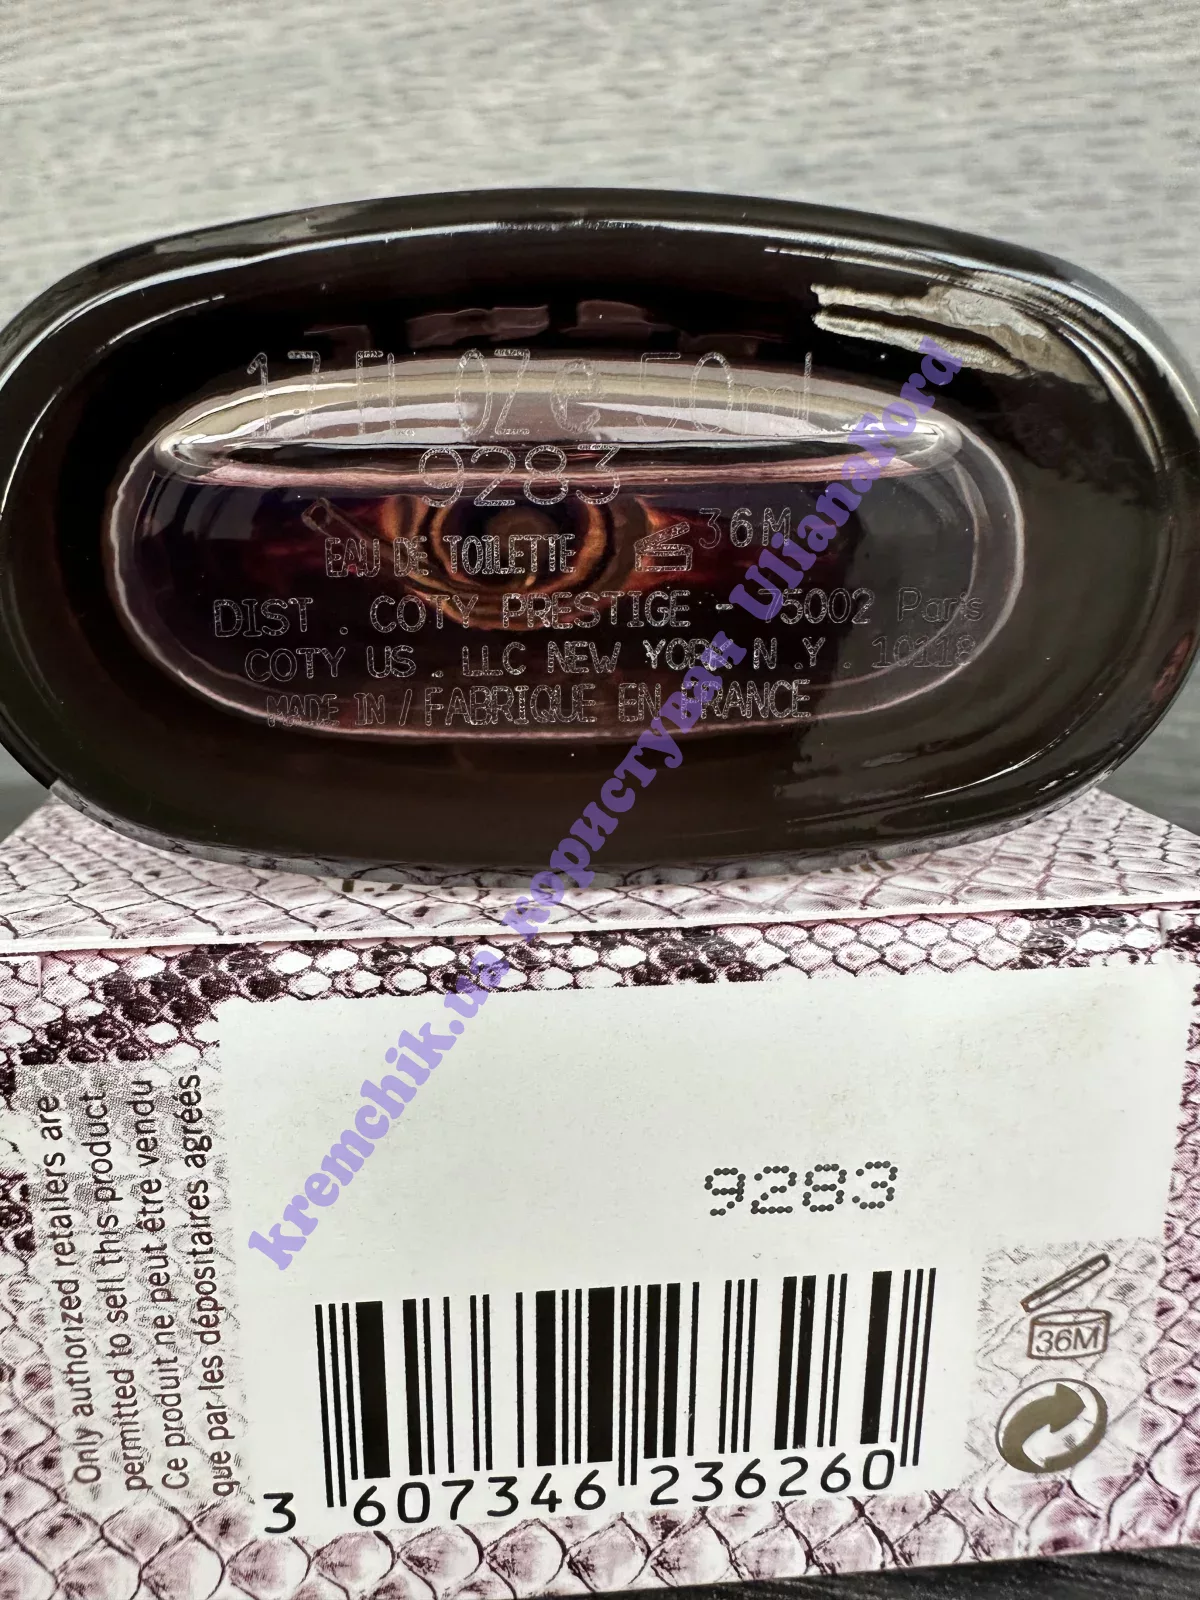 1.7 FL OZ e 50ml
9283
36M
EAU DE TOILETTE
DIST . COTY PRESTIGE - 75002 Paris
COTY US . LLC NEW YORK N .Y . 10118
MADE IN / FABRIQUE EN FRANCE
kremchik.ua користувач UlianaFord
Only authorized retailers are
permitted to sell this product.
Ce produit ne peut être vendu
que par les dépositaires agréés.
9283
36M
3 607346 236260